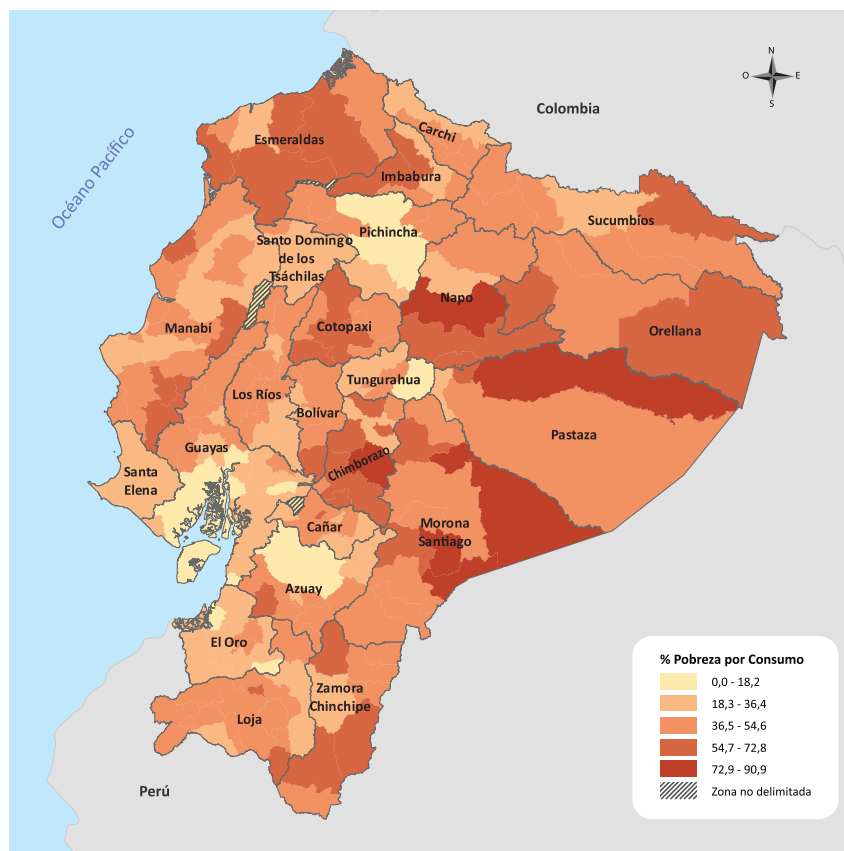 N
O
E
S
Colombia
Océano Pacífico
Esmeraldas
Carchi
Imbabura
Sucumbíos
Pichincha
Santo Domingo
de los
Tsáchilas
Napo
Manabí
Cotopaxi
Orellana
Tungurahua
Los Ríos
Bolívar
Pastaza
Guayas
Chimborazo
Santa
Elena
Cañar
Morona
Santiago
Azuay
El Oro
Zamora
Chinchipe
Loja
Perú
% Pobreza por Consumo
0,0 - 18,2
18,3 - 36,4
36,5 - 54,6
54,7 - 72,8
72,9 - 90,9
Zona no delimitada